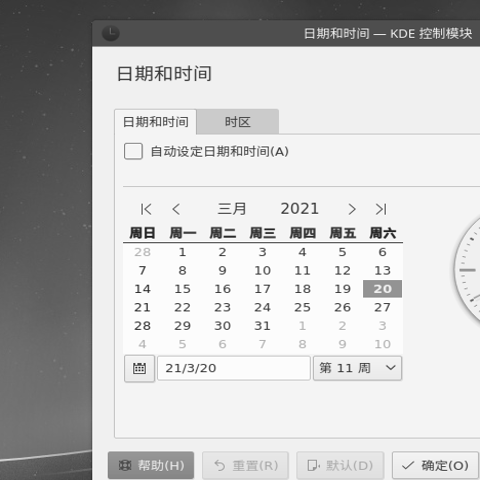 日期和时间 — KDE 控制模块
日期和时间
日期和时间 时区
自动设定日期和时间(A)
三月 2021
周日 周一 周二 周三 周四 周五 周六
28 1 2 3 4 5 6
7 8 9 10 11 12 13
14 15 16 17 18 19 20
21 22 23 24 25 26 27
28 29 30 31 1 2 3
4 5 6 7 8 9 10
21/3/20 第 11 周
帮助(H) 重置(R) 默认(D) 确定(O)